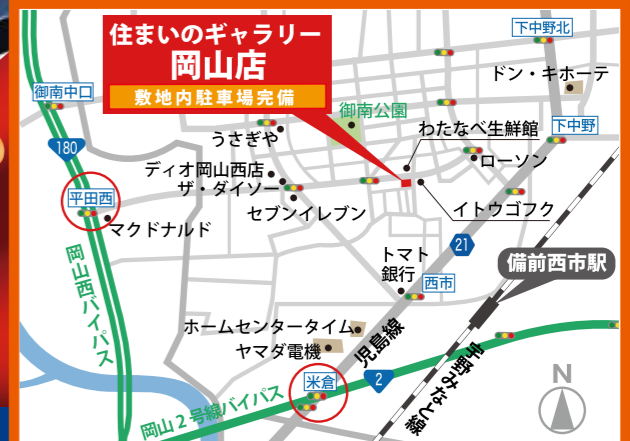 住まいのギャラリー
岡山店
敷地内駐車場完備
下中野北
ドン・キホーテ
御南中口
御南公園
うさぎや
わたなべ生鮮館
下中野
180
ローソン
ディオ岡山西店
ザ・ダイソー
平田西
セブンイレブン
イトウゴフク
マクドナルド
21
トマト
銀行
西市
備前西市駅
岡山西バイパス
ホームセンタータイム
ヤマダ電機
児島線
米倉
2
宇野みなと線
岡山2号線バイパス
N